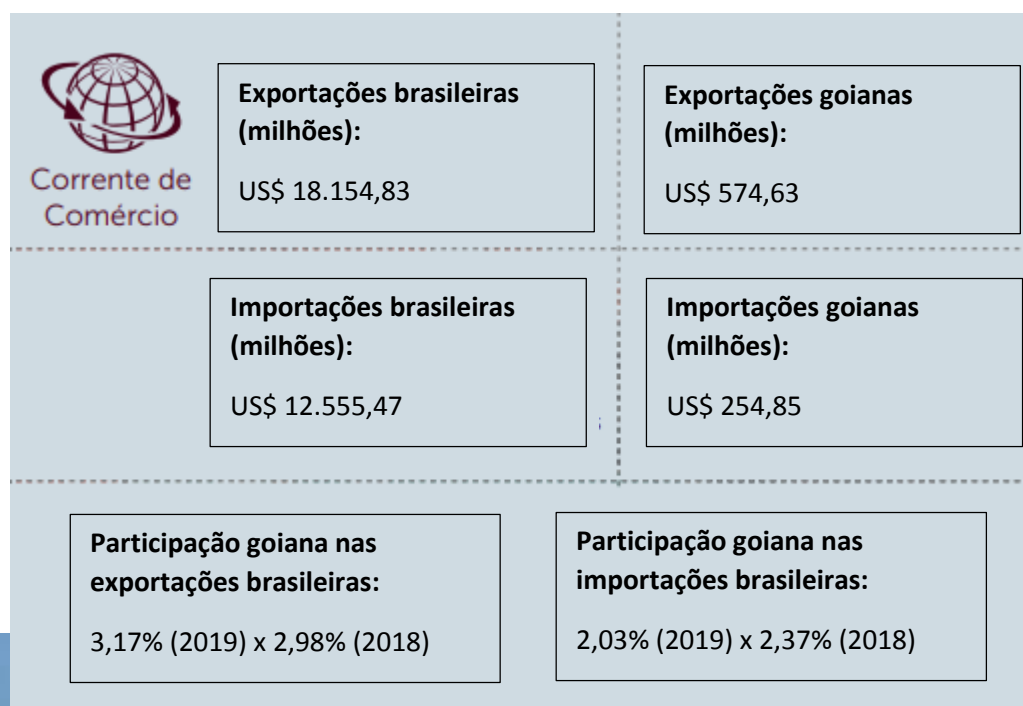 Corrente de
Comércio
Exportações brasileiras
(milhões):
US$ 18.154,83
Exportações goianas
(milhões):
US$ 574,63
Importações brasileiras
(milhões):
US$ 12.555,47
Importações goianas
(milhões):
US$ 254,85
Participação goiana nas
exportações brasileiras:
3,17% (2019) x 2,98% (2018)
Participação goiana nas
importações brasileiras:
2,03% (2019) x 2,37% (2018)